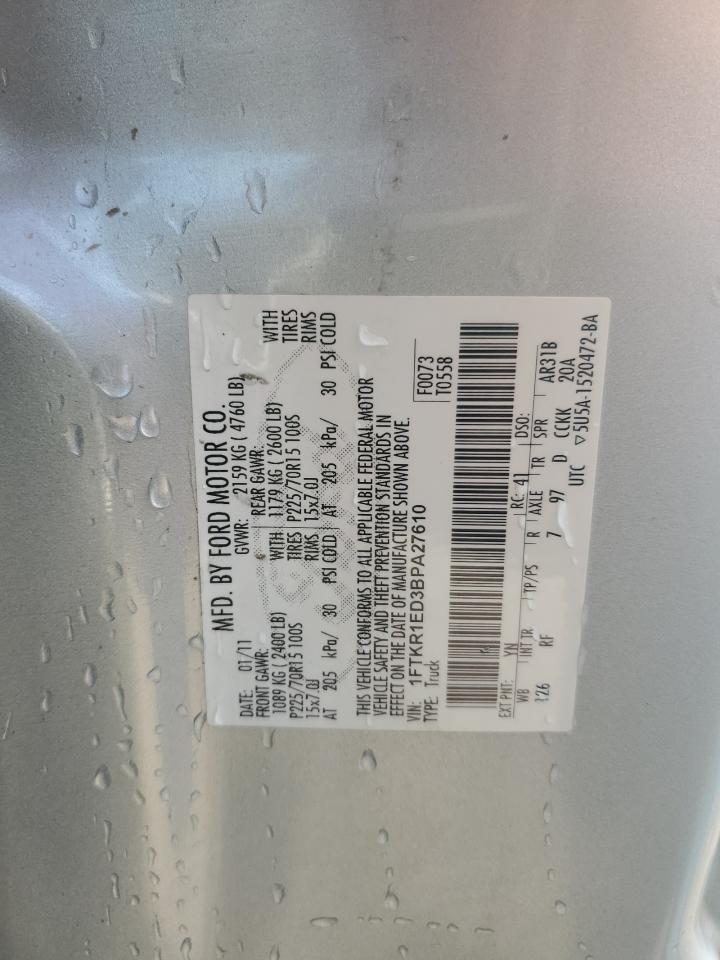 MFD. BY FORD MOTOR CO.
DATE: 01/11 GVWR: 2159 KG ( 4760 LB)
FRONT GAWR: REAR GAWR:
1089 KG ( 2400 LB) WITH 1179 KG ( 2600 LB) WITH
P225/70R15 100S TIRES P225/70R15 100S TIRES
15x7.0J RIMS 15x7.0J RIMS
AT 205 kPa/ 30 PSI COLD AT 205 kPa/ 30 PSI COLD
THIS VEHICLE CONFORMS TO ALL APPLICABLE FEDERAL MOTOR
VEHICLE SAFETY AND THEFT PREVENTION STANDARDS IN
EFFECT ON THE DATE OF MANUFACTURE SHOWN ABOVE.
VIN: 1FTKR1ED3BPA27610 F0073
TYPE: Truck T0558
EXT PNT: YN RC: 41 DSO:
WB INT TR TP/PS R AXLE TR SPR AR31B
126 RF 7 97 D CCKK 20A
UTC ▽5U5A-1520472-BA